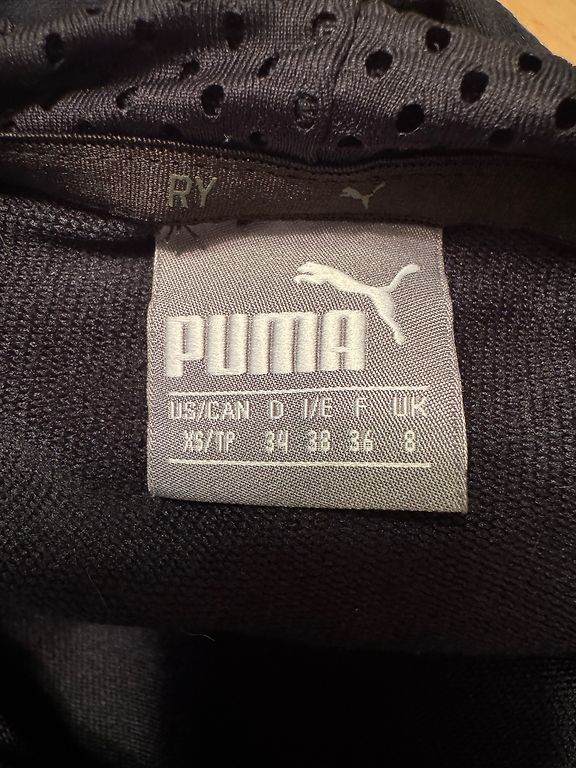 RY
PUMA
US/CAN D I/E F UK
XS/TP 34 38 36 8